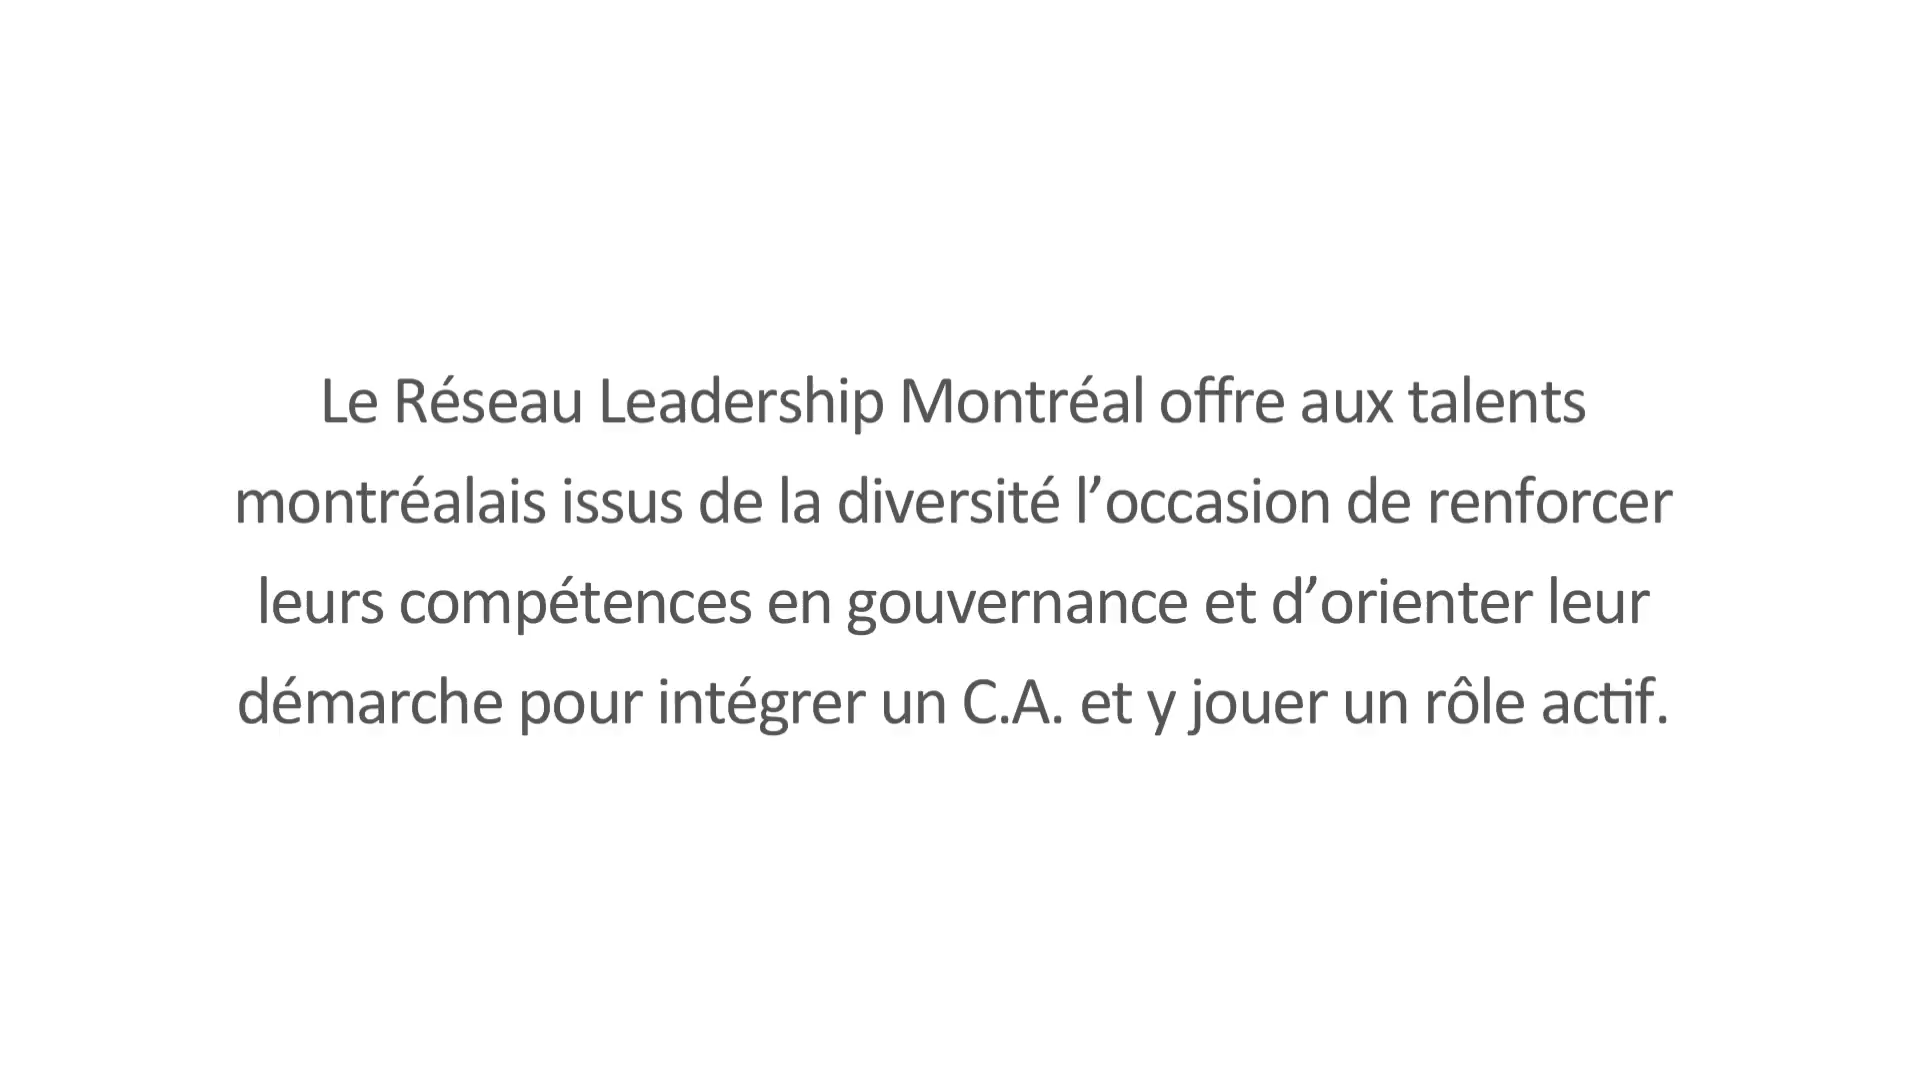 Le Réseau Leadership Montréal offre aux talents
montréalais issus de la diversité l’occasion de renforcer
leurs compétences en gouvernance et d’orienter leur
démarche pour intégrer un C.A. et y jouer un rôle actif.